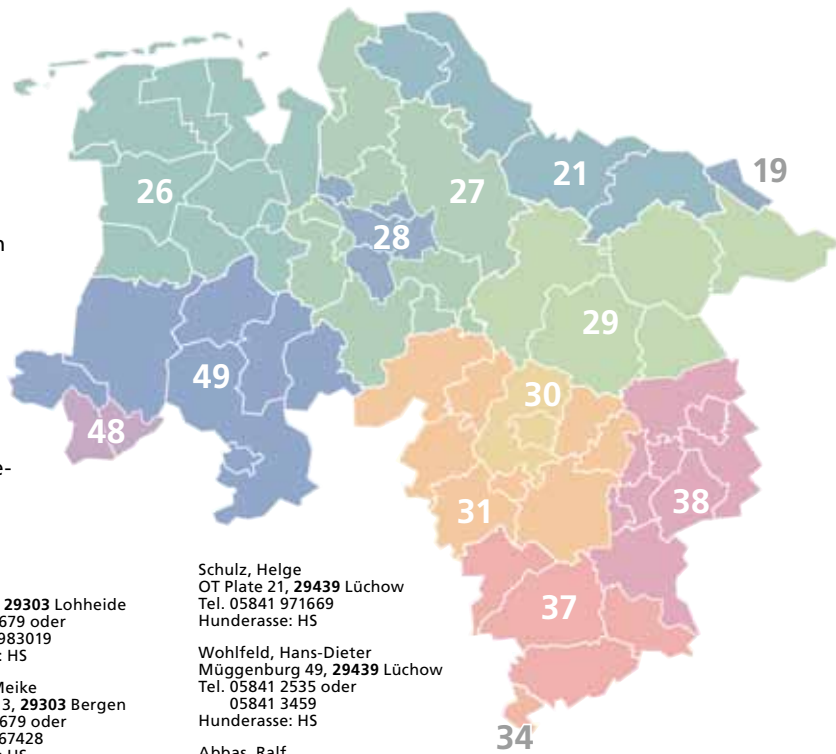 26
27
21
19
28
29
49
30
48
31
38
37
34
29303 Lohheide
679 oder
983019
: HS
Meike
3, 29303 Bergen
679 oder
67428
Schulz, Helge
OT Plate 21, 29439 Lüchow
Tel. 05841 971669
Hunderasse: HS
Wohlfeld, Hans-Dieter
Müggenburg 49, 29439 Lüchow
Tel. 05841 2535 oder
05841 3459
Hunderasse: HS
Abbas, Ralf